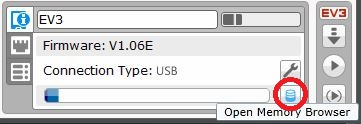 EV3
EV3
Firmware: V1.06E
Connection Type: USB
Open Memory Browser